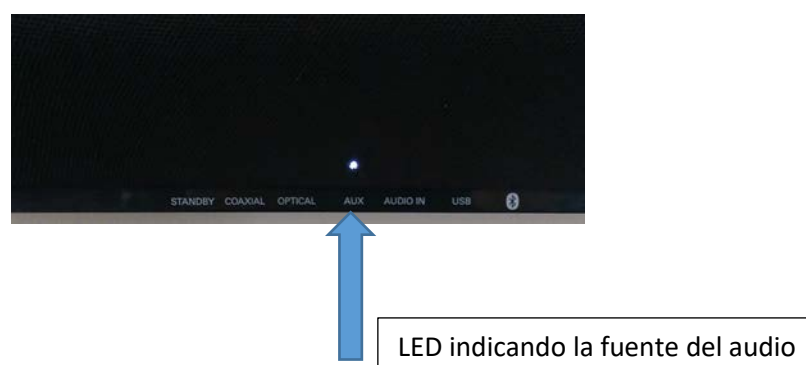 STANDBY COAXIAL OPTICAL AUX AUDIO IN USB
LED indicando la fuente del audio